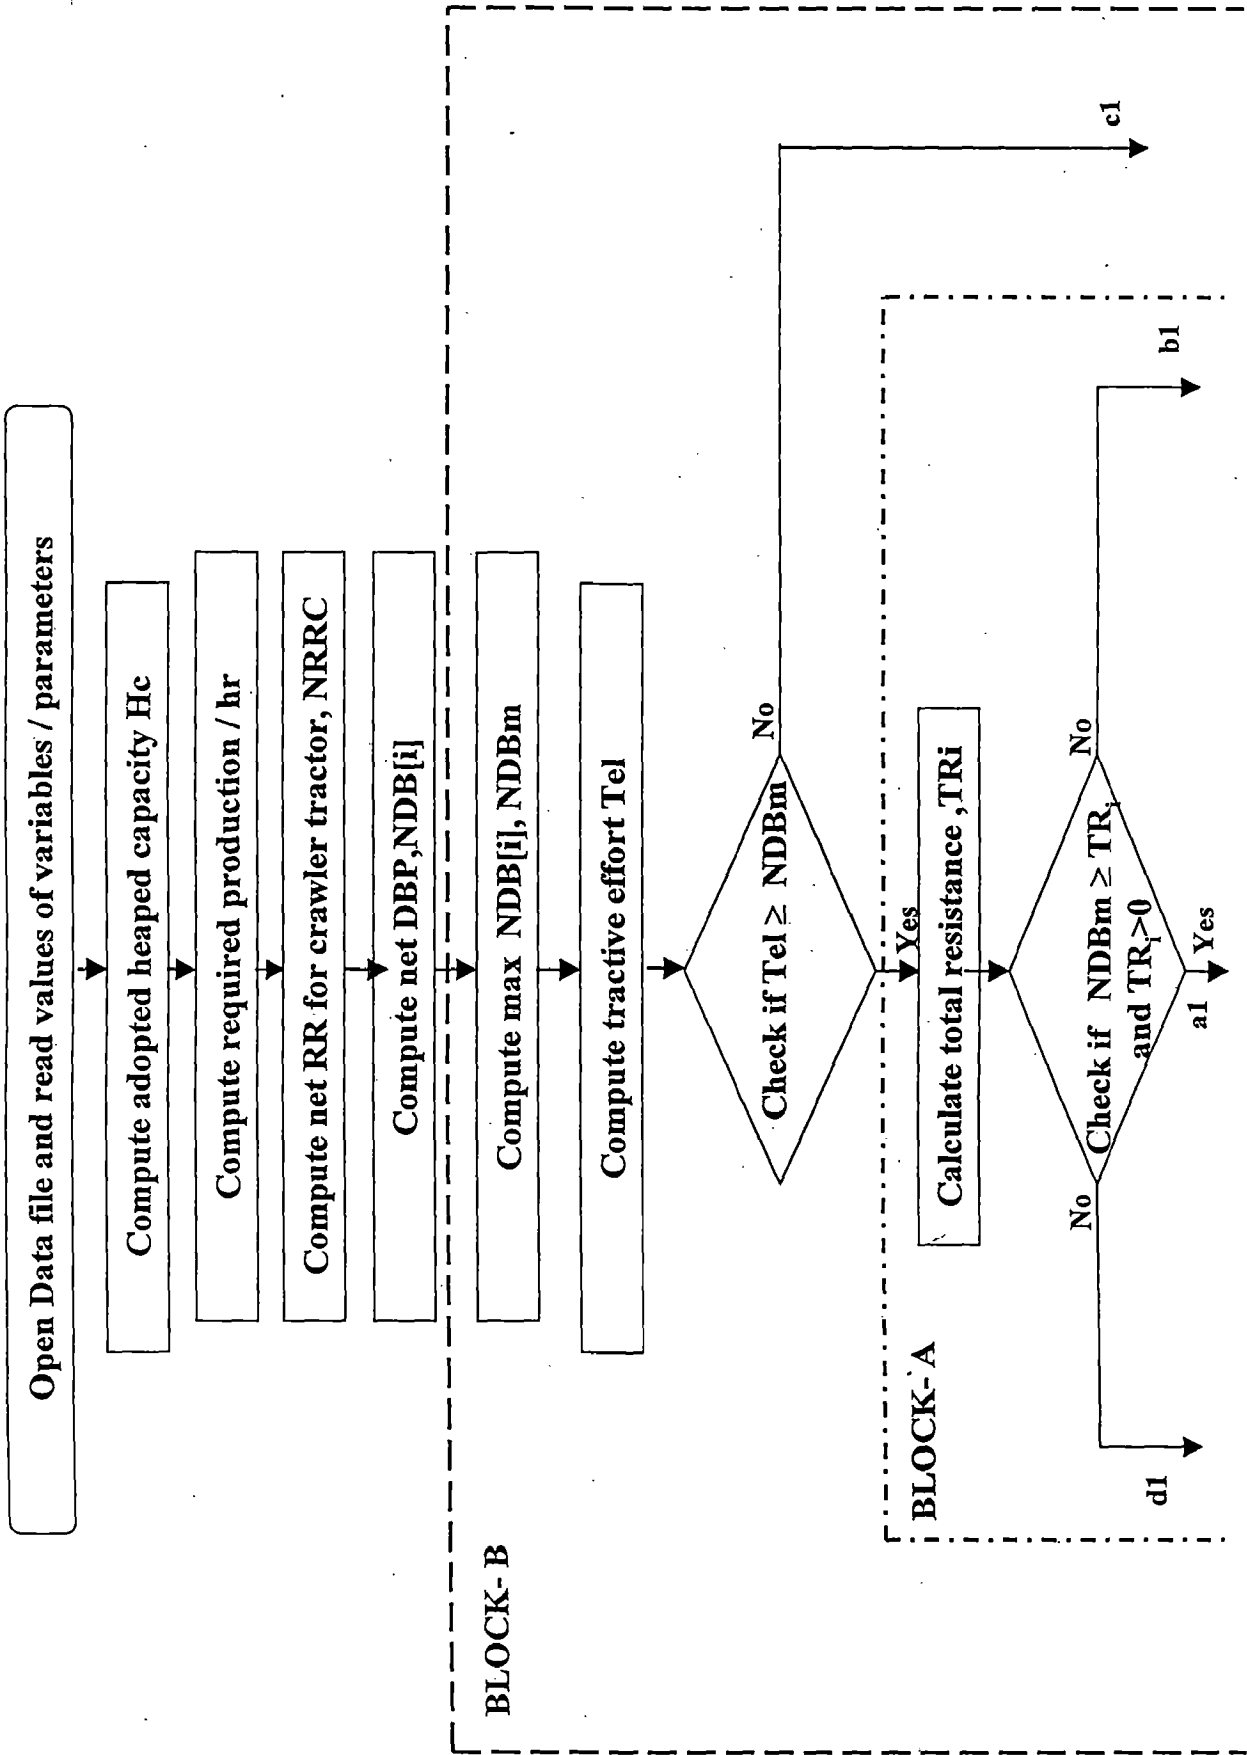 Open Data file and read values of variables / parameters
Compute adopted heaped capacity Hc
Compute required production / hr
Compute net RR for crawler tractor, NRRC
Compute net DBP,NDB[i]
BLOCK- B
Compute max NDB[i], NDBm
Compute tractive effort Tel
Check if Tel ≥ NDBm
No
c1
Yes
BLOCK- A
Calculate total resistance ,TRi
No
Check if NDBm ≥ TRi
and TRi>0
No
d1
a1
Yes
b1